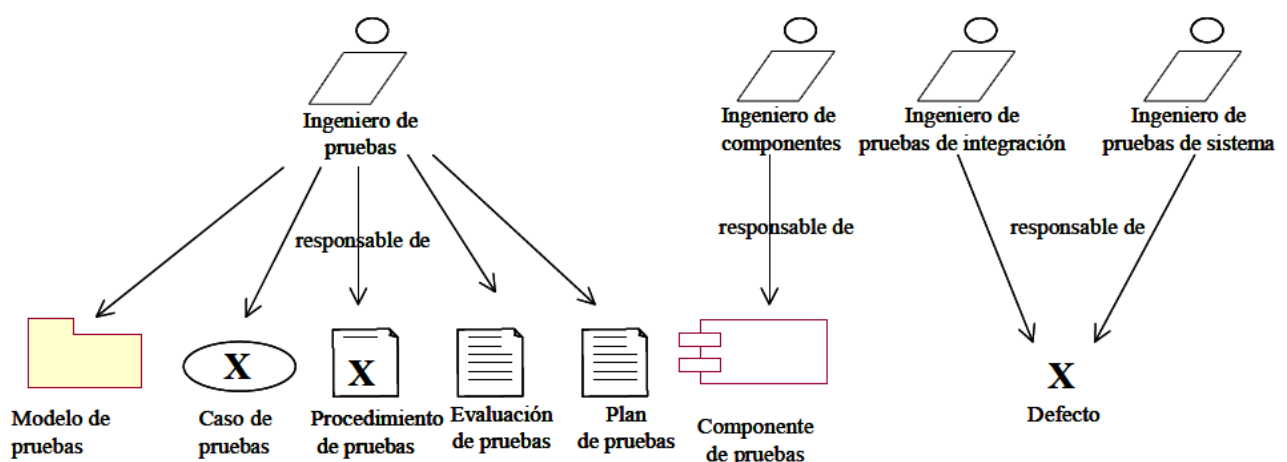 Ingeniero de
pruebas
Ingeniero de
componentes
Ingeniero de
pruebas de integración
Ingeniero de
pruebas de sistema
responsable de
responsable de
responsable de
X
X
X
Modelo de
pruebas
Caso de
pruebas
Procedimiento
de pruebas
Evaluación
de pruebas
Plan
de pruebas
Componente
de pruebas
Defecto